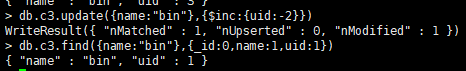 > db.c3.update({name:"bin"},{$inc:{uid:-2}})
WriteResult({ "nMatched" : 1, "nUpserted" : 0, "nModified" : 1 })
> db.c3.find({name:"bin"},{_id:0,name:1,uid:1})
{ "name" : "bin", "uid" : 1 }